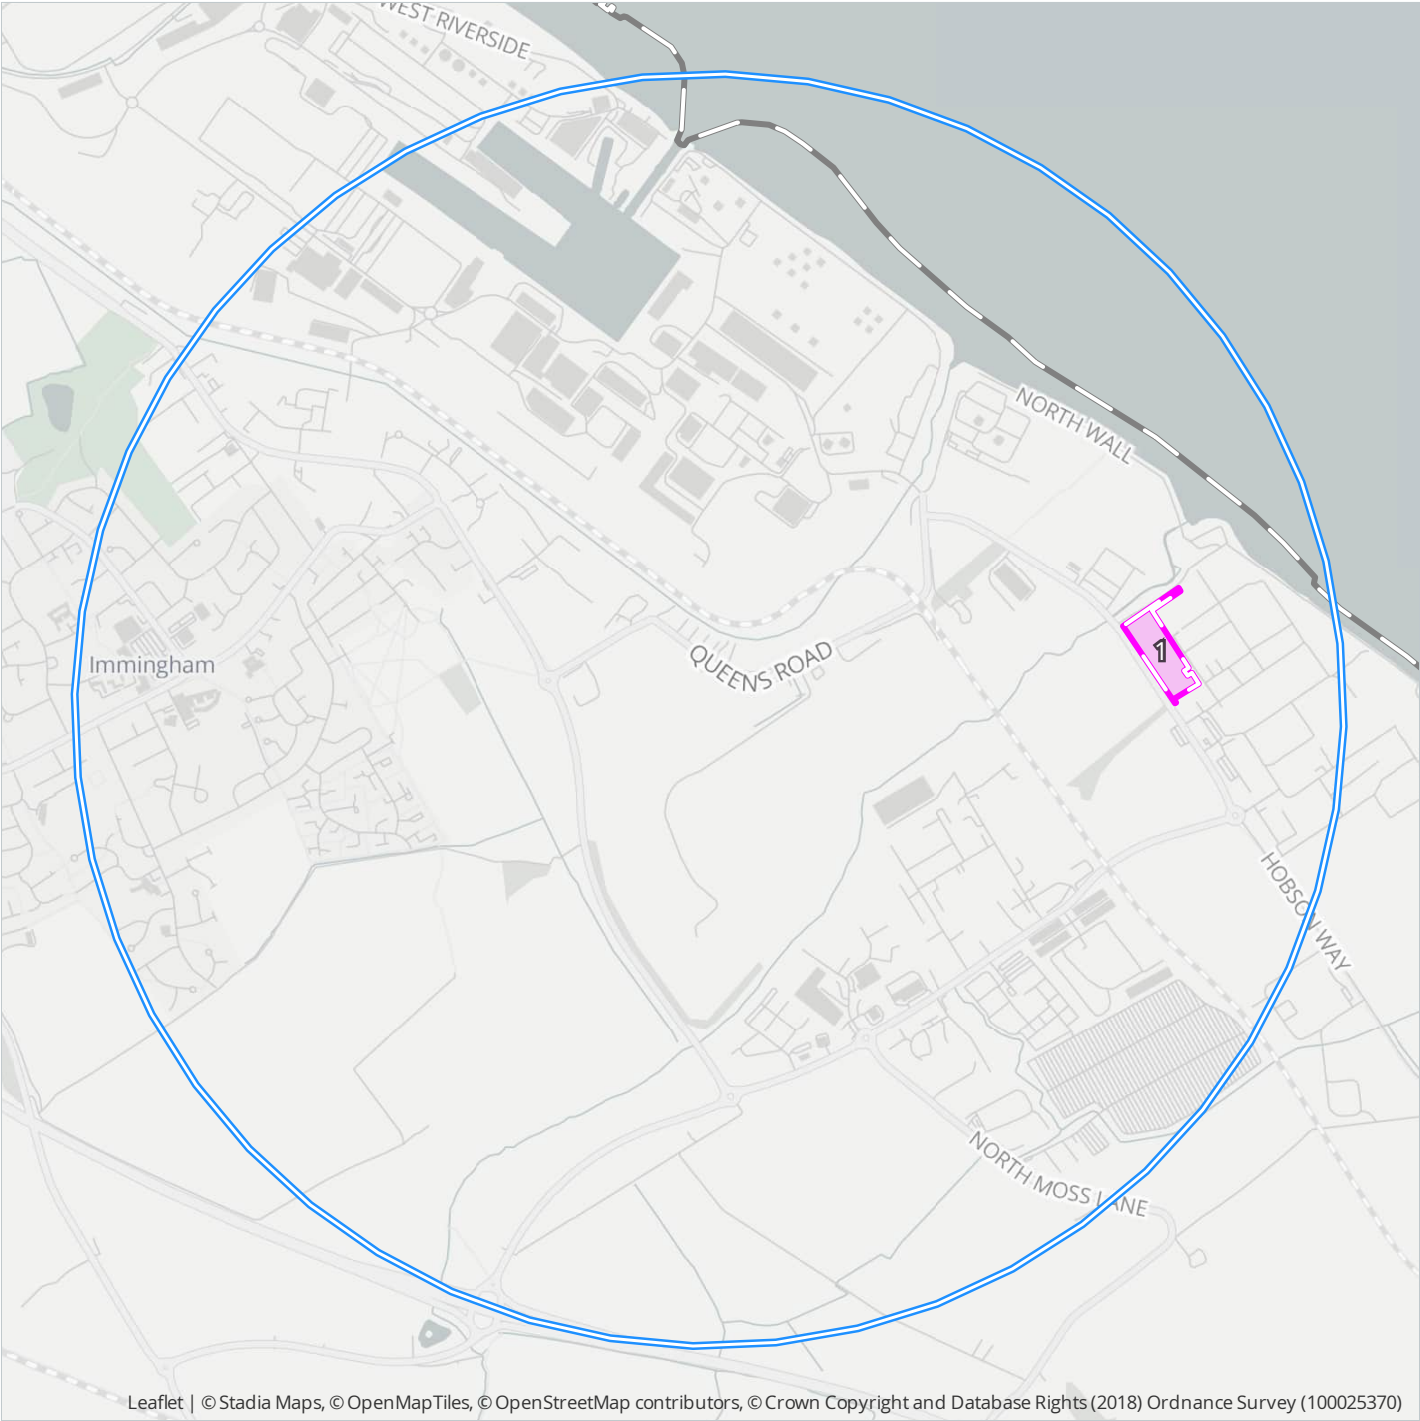 WEST RIVERSIDE
NORTH WALL
1
Immingham
QUEENS ROAD
HOBSON WAY
NORTH MOSS LANE
Leaflet | © Stadia Maps, © OpenMapTiles, © OpenStreetMap contributors, © Crown Copyright and Database Rights (2018) Ordnance Survey (100025370)